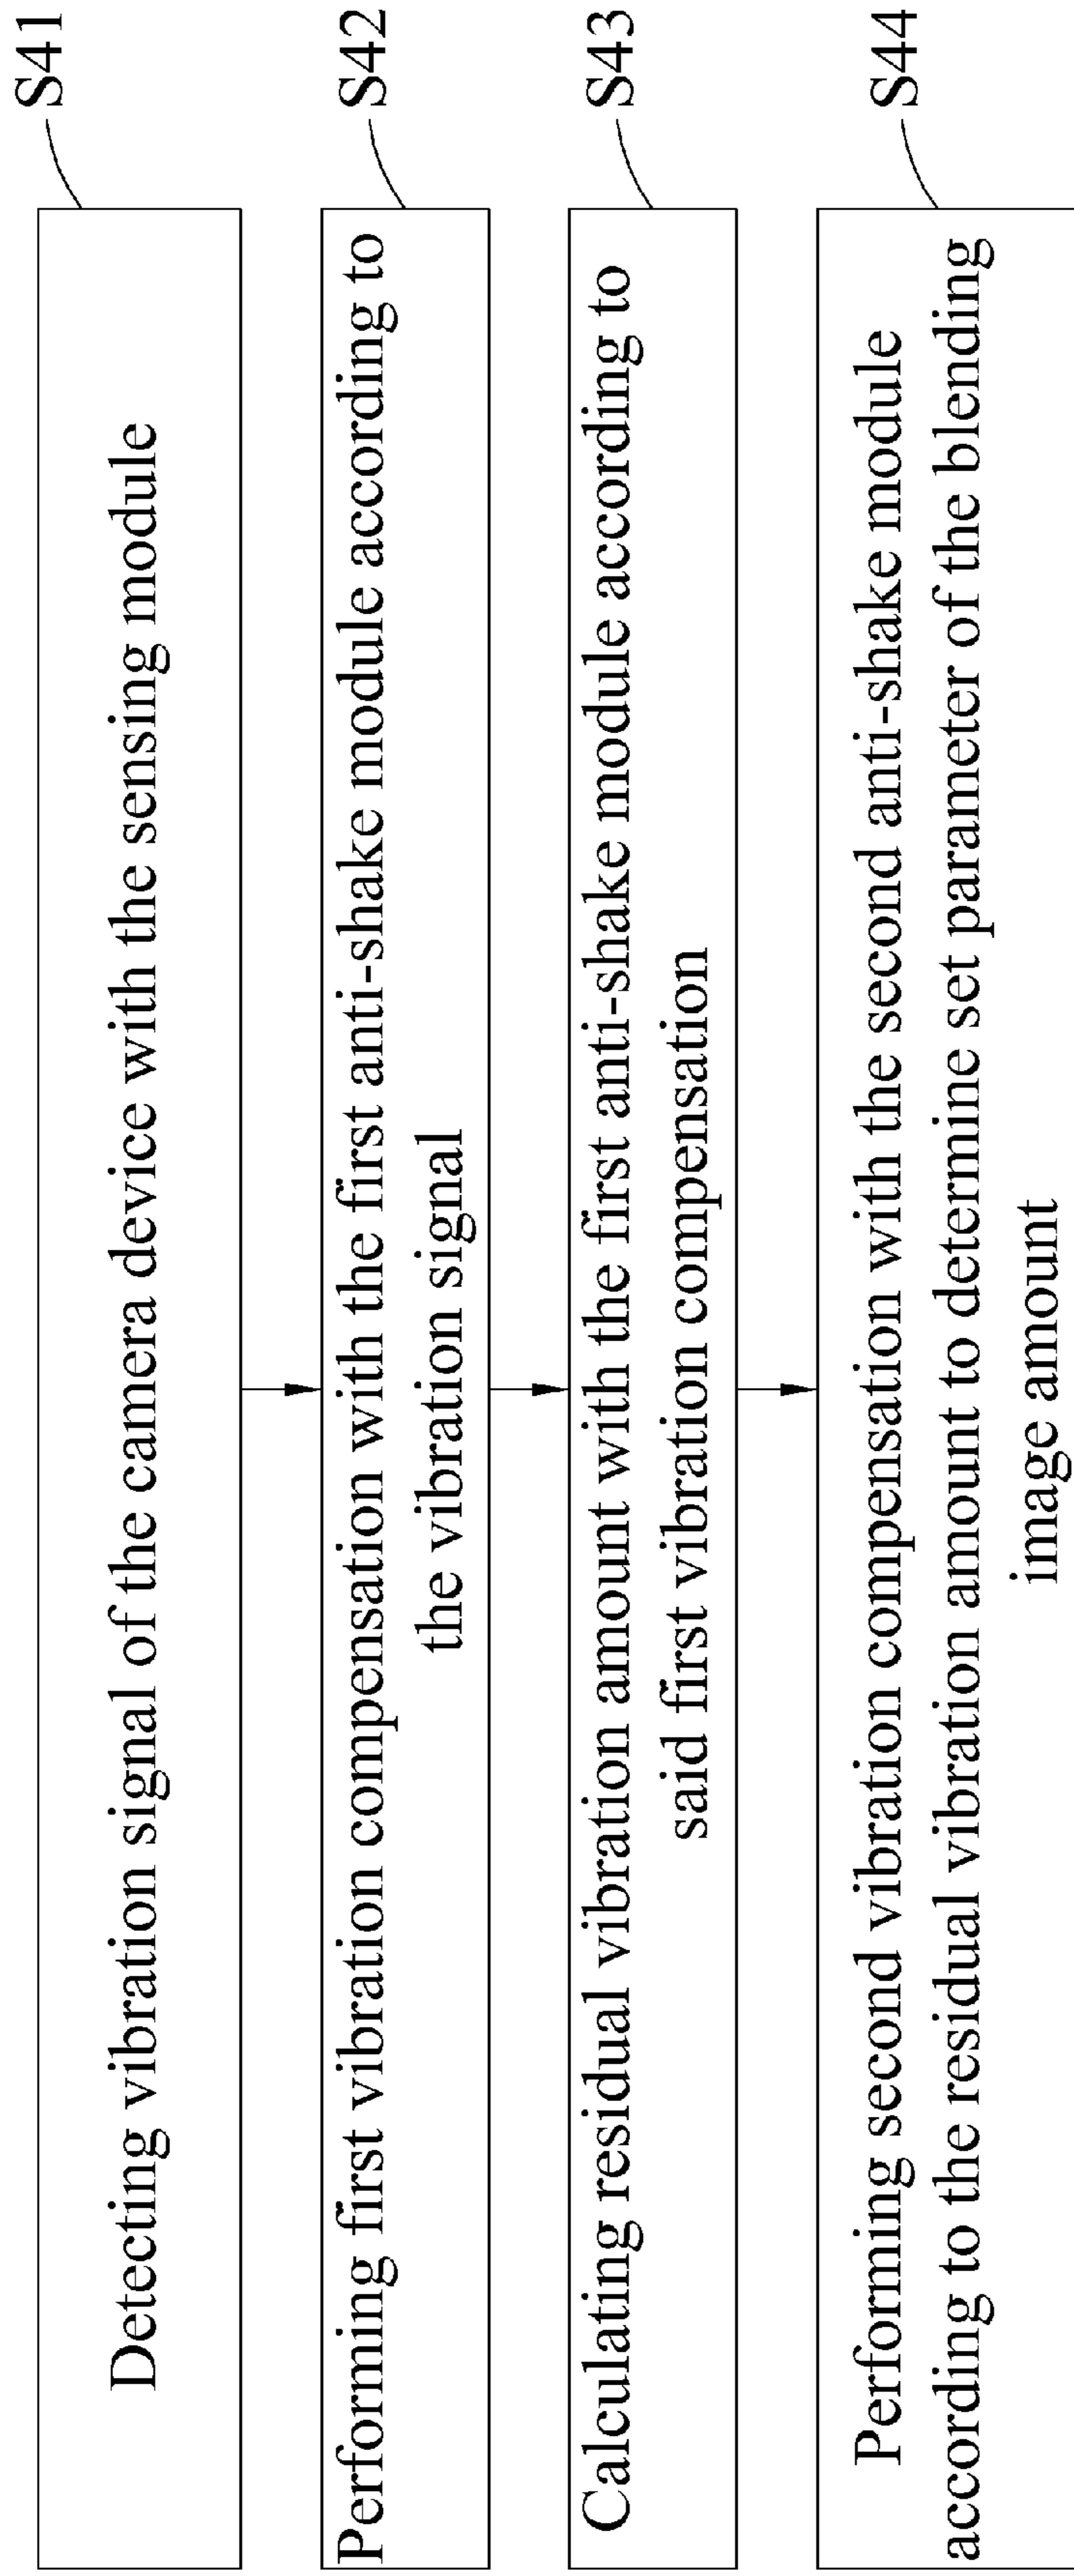 Detecting vibration signal of the camera device with the sensing module
S41
Performing first vibration compensation with the first anti-shake module according to
the vibration signal
S42
Calculating residual vibration amount with the first anti-shake module according to
said first vibration compensation
S43
Performing second vibration compensation with the second anti-shake module
according to the residual vibration amount to determine set parameter of the blending
image amount
S44